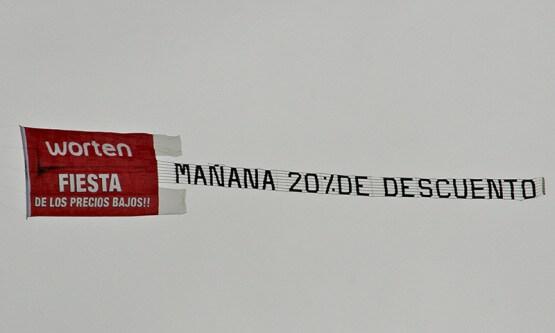 worten
FIESTA
DE LOS PRECIOS BAJOS!!
MAÑANA 20%DE DESCUENTO